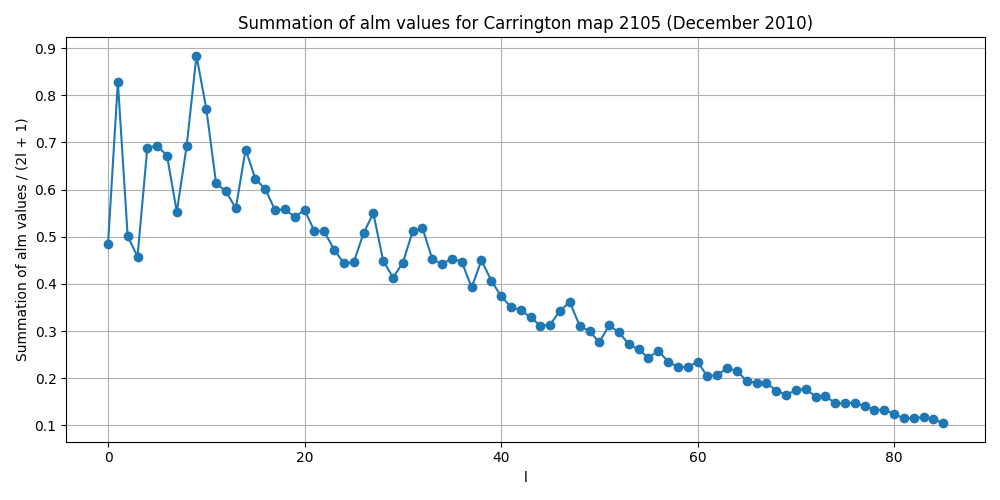 Summation of alm values for Carrington map 2105 (December 2010)
Summation of alm values / (2l + 1)
0.9
0.8
0.7
0.6
0.5
0.4
0.3
0.2
0.1
0 20 40 60 80
l